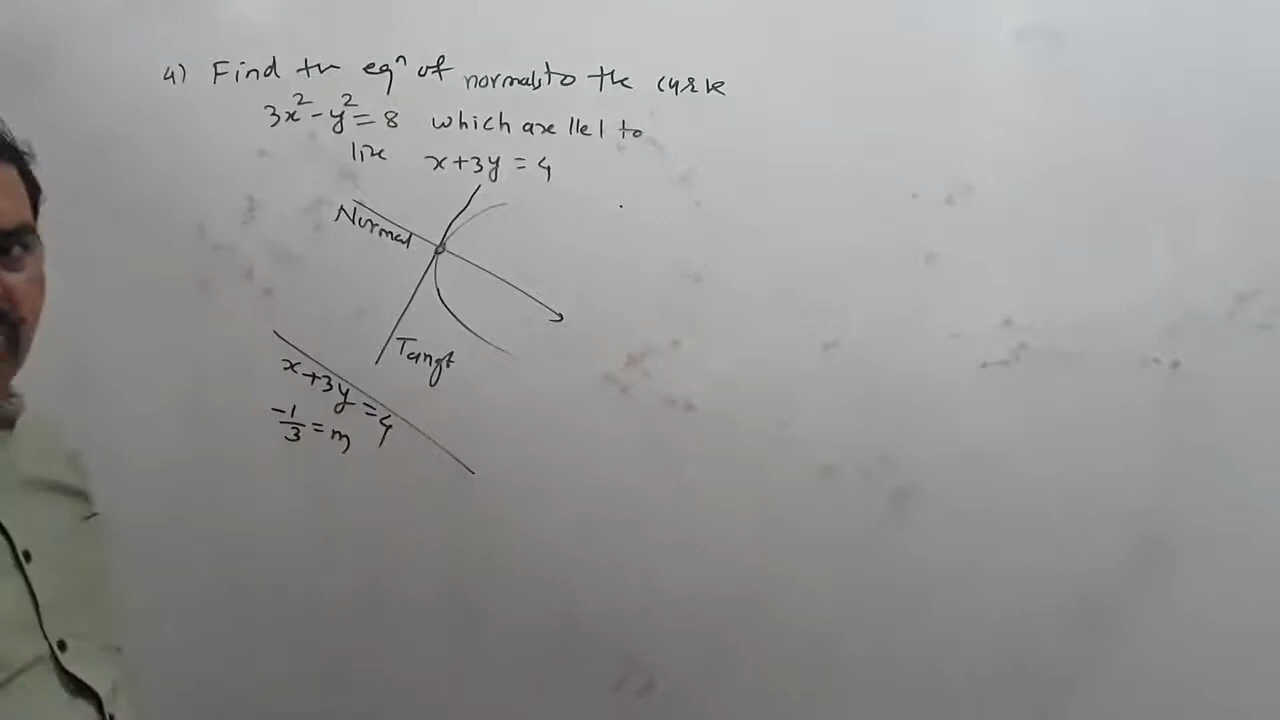 4) Find the eqⁿ of normals to the curve
3x² - y² = 8 which are llel to
line x + 3y = 4
Normal
Tangt
x + 3y = 4
-1/3 = m